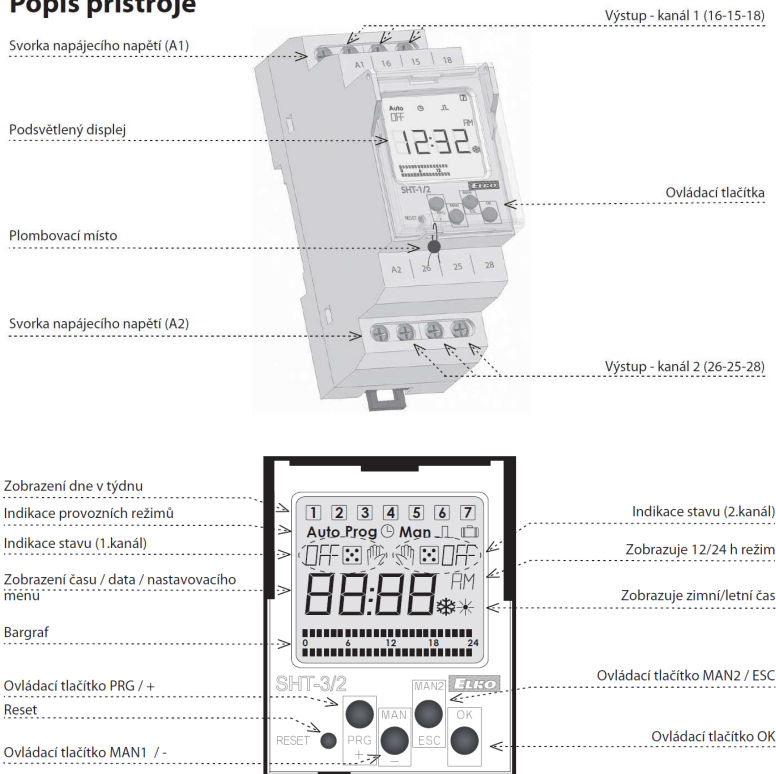 Popis přístroje
Výstup - kanál 1 (16-15-18)
Svorka napájecího napětí (A1)
A1 16 15 18
Podsvětlený displej
Auto
OFF
AM
12:32
SHT-1/2
ELKO
RESET
Ovládací tlačítka
Plombovací místo
A2 26 25 28
Svorka napájecího napětí (A2)
Výstup - kanál 2 (26-25-28)
Zobrazení dne v týdnu
1 2 3 4 5 6 7
Indikace provozních režimů
Auto Prog Man
Indikace stavu (2.kanál)
Indikace stavu (1.kanál)
OFF OFF
Zobrazuje 12/24 h režim
Zobrazení času / data / nastavovacího
menu
88:88 AM
Zobrazuje zimní/letní čas
Bargraf
0 6 12 18 24
SHT-3/2
MAN2
ELKO
Ovládací tlačítko MAN2 / ESC
Ovládací tlačítko PRG / +
MAN
OK
Reset
RESET
PRG
+
−
ESC
Ovládací tlačítko OK
Ovládací tlačítko MAN1 / -